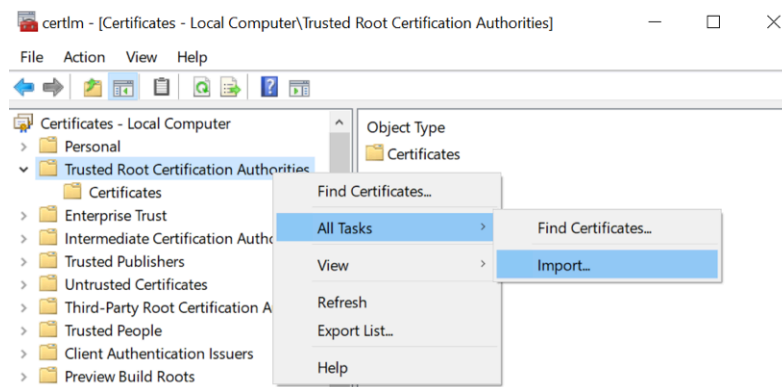 certlm - [Certificates - Local Computer\Trusted Root Certification Authorities]
File Action View Help
Certificates - Local Computer
Personal
Trusted Root Certification Authorities
Certificates
Enterprise Trust
Intermediate Certification Autho
Trusted Publishers
Untrusted Certificates
Third-Party Root Certification A
Trusted People
Client Authentication Issuers
Preview Build Roots
Object Type
Certificates
Find Certificates...
All Tasks
View
Refresh
Export List...
Help
Find Certificates...
Import...